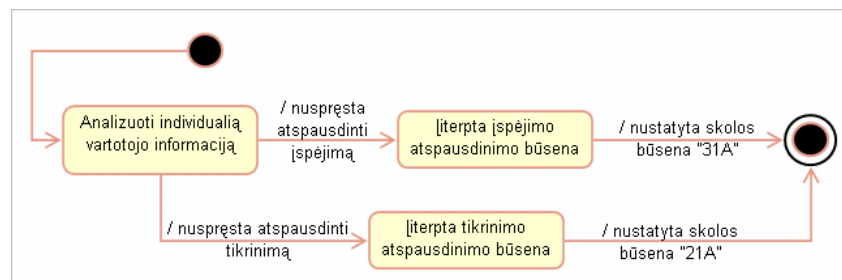 Analizuoti individualią
vartotojo informaciją
/ nuspręsta
atspausdinti
įspėjimą
Įterpta įspėjimo
atspausdinimo būsena
/ nustatyta skolos
būsena "31A"
/ nuspręsta atspausdinti
tikrinimą
Įterpta tikrinimo
atspausdinimo būsena
/ nustatyta skolos
būsena "21A"